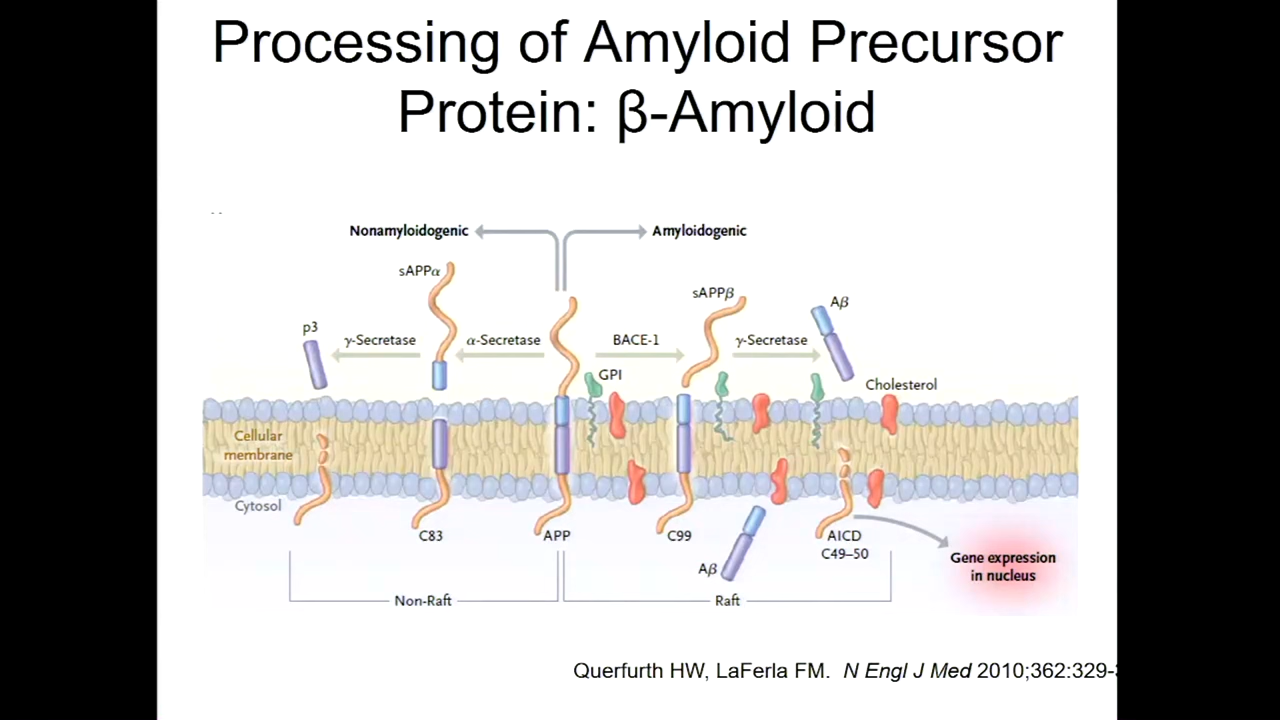 Processing of Amyloid Precursor
Protein: β-Amyloid
Nonamyloidogenic
Amyloidogenic
sAPPα
sAPPβ
Aβ
p3
γ-Secretase
α-Secretase
BACE-1
γ-Secretase
GPI
Cholesterol
Cellular
membrane
Cytosol
C83
APP
C99
Aβ
AICD
C49–50
Gene expression
in nucleus
Non-Raft
Raft
Querfurth HW, LaFerla FM. N Engl J Med 2010;362:329-